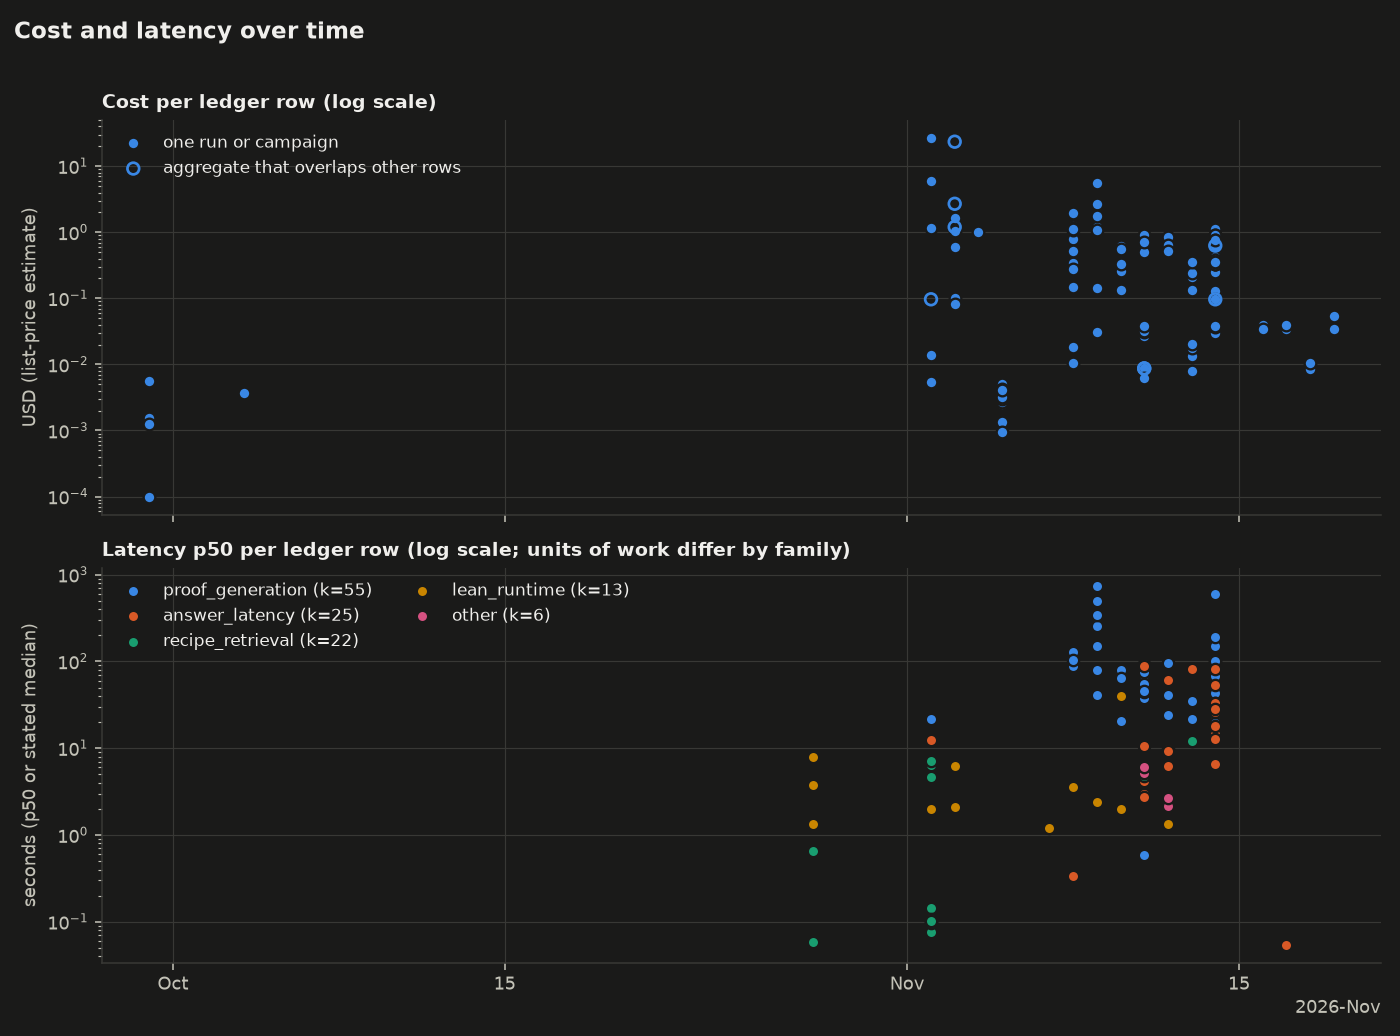 Cost and latency over time
Cost per ledger row (log scale)
one run or campaign
aggregate that overlaps other rows
10¹
10⁰
10⁻¹
10⁻²
10⁻³
10⁻⁴
USD (list-price estimate)
Latency p50 per ledger row (log scale; units of work differ by family)
proof_generation (k=55)
answer_latency (k=25)
recipe_retrieval (k=22)
lean_runtime (k=13)
other (k=6)
10³
10²
10¹
10⁰
10⁻¹
seconds (p50 or stated median)
Oct
15
Nov
15
2026-Nov